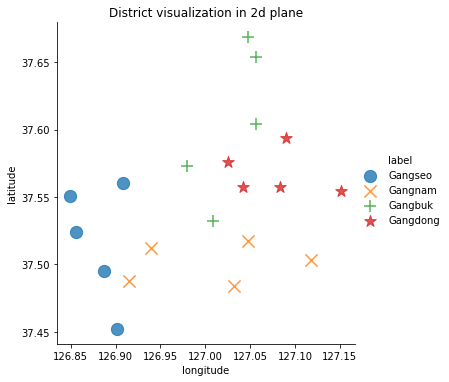 District visualization in 2d plane
latitude
37.65
37.60
37.55
37.50
37.45
126.85 126.90 126.95 127.00 127.05 127.10 127.15
longitude
label
Gangseo
Gangnam
Gangbuk
Gangdong